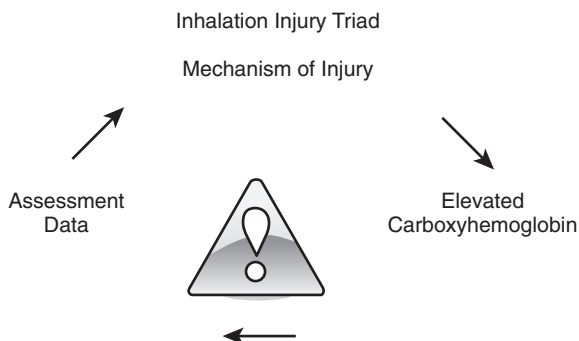 Inhalation Injury Triad
Mechanism of Injury
Assessment
Data
Elevated
Carboxyhemoglobin
!